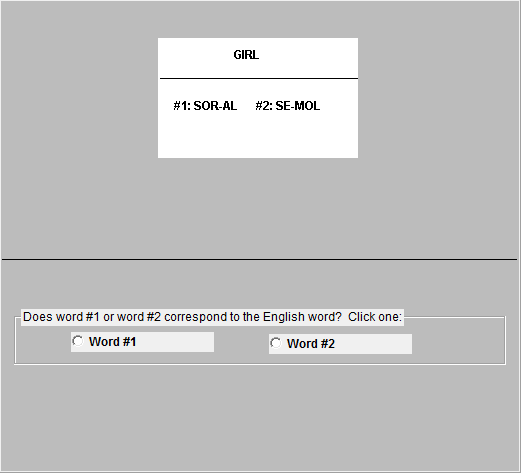 GIRL
#1: SOR-AL #2: SE-MOL
Does word #1 or word #2 correspond to the English word? Click one:
Word #1 Word #2